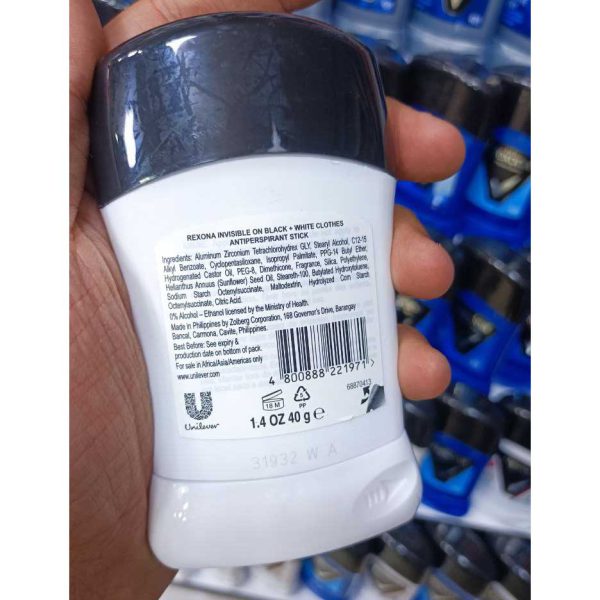 REXONA INVISIBLE ON BLACK + WHITE CLOTHES
ANTIPERSPIRANT STICK
Ingredients: Aluminum Zirconium Tetrachlorohydrex GLY, Stearyl Alcohol, C12-15
Alkyl Benzoate, Cyclopentasiloxane, Isopropyl Palmitate, PPG-14 Butyl Ether,
Hydrogenated Castor Oil, PEG-8, Dimethicone, Fragrance, Silica, Polyethylene,
Helianthus Annuus (Sunflower) Seed Oil, Steareth-100, Butylated Hydroxytoluene,
Sodium Starch Octenylsuccinate, Maltodextrin, Hydrolyzed Corn Starch
Octenylsuccinate, Citric Acid.
0% Alcohol – Ethanol licensed by the Ministry of Health.
Made in Philippines by Zolberg Corporation, 168 Governor's Drive, Barangay
Bancal, Carmona, Cavite, Philippines.
Best Before: See expiry &
production date on bottom of pack.
For sale in Africa/Asia/Americas only
www.unilever.com
4 800888 221971 >
68870413
Unilever
18 M
5
PP
1.4 OZ 40 g e
31932 W A